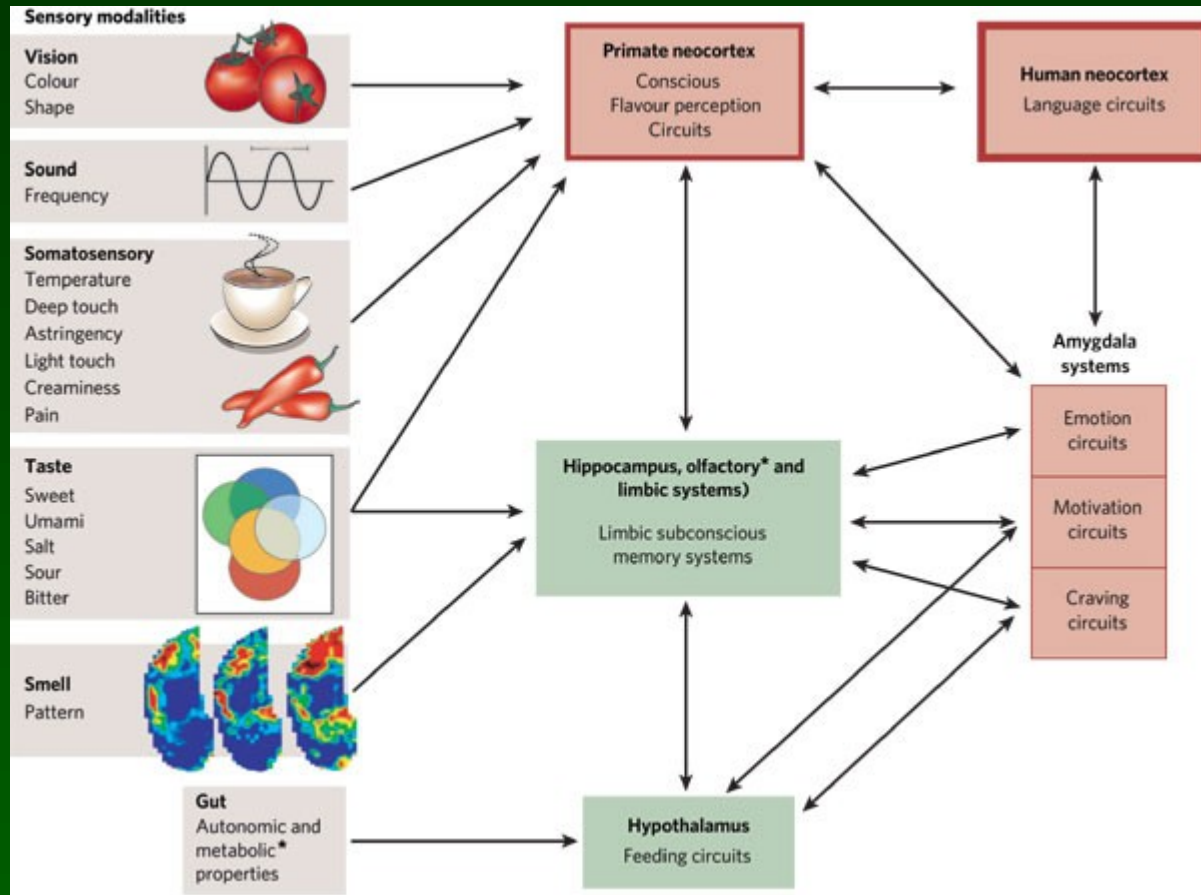 Sensory modalities
Vision
Colour
Shape
Sound
Frequency
Somatosensory
Temperature
Deep touch
Astringency
Light touch
Creaminess
Pain
Taste
Sweet
Umami
Salt
Sour
Bitter
Smell
Pattern
Gut
Autonomic and
metabolic*
properties
Primate neocortex
Conscious
Flavour perception
Circuits
Human neocortex
Language circuits
Hippocampus, olfactory* and
limbic systems)
Limbic subconscious
memory systems
Amygdala
systems
Emotion
circuits
Motivation
circuits
Craving
circuits
Hypothalamus
Feeding circuits